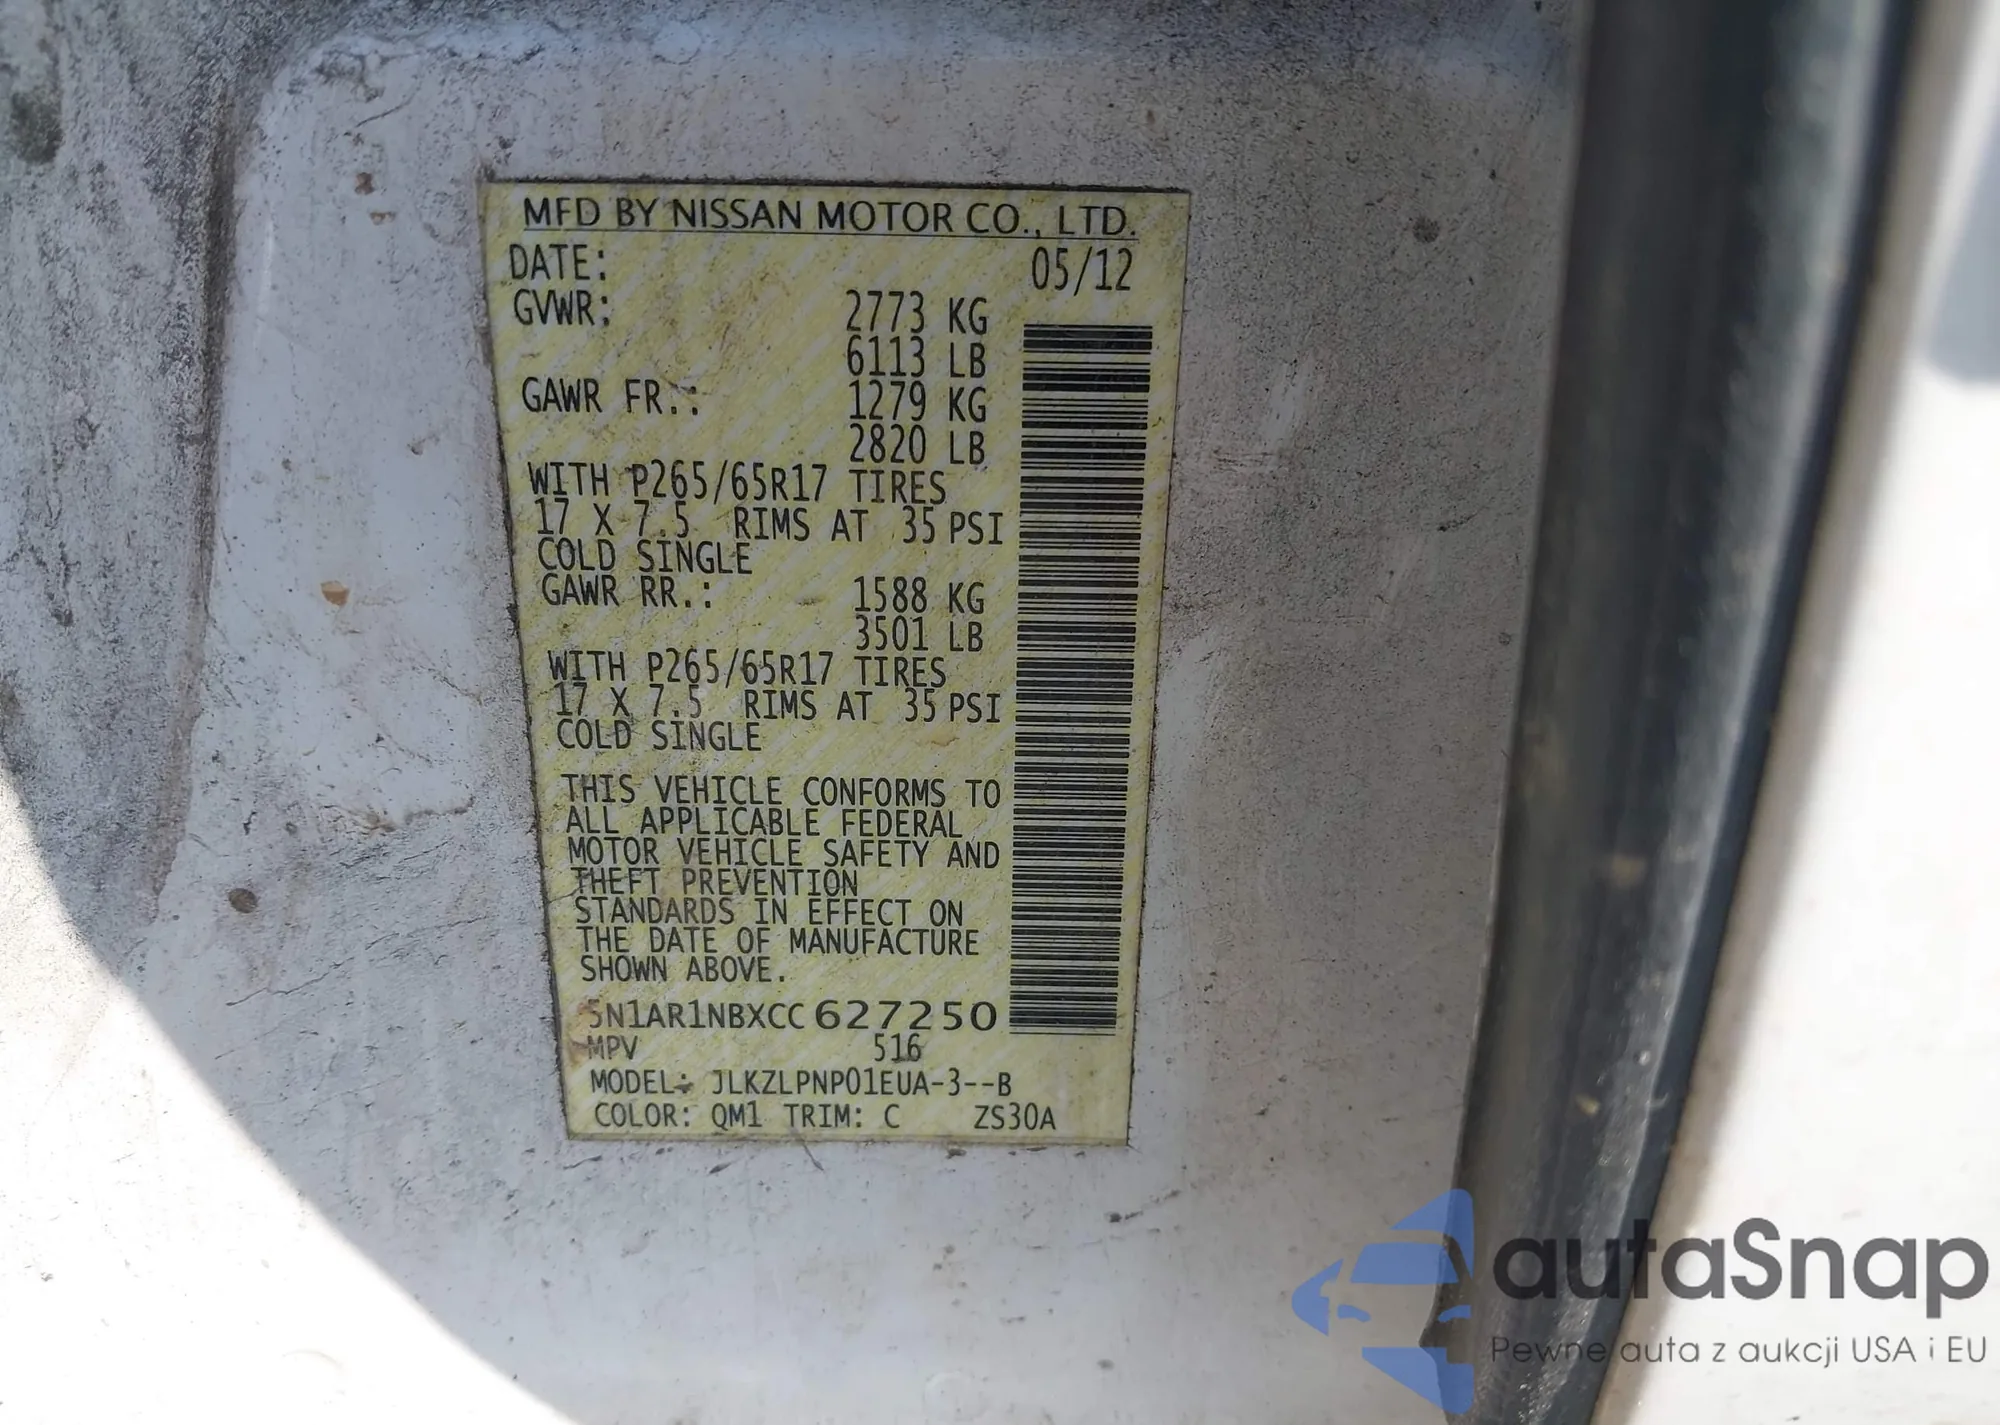 MFD BY NISSAN MOTOR CO., LTD.
DATE: 05/12
GVWR: 2773 KG
6113 LB
GAWR FR.: 1279 KG
2820 LB
WITH P265/65R17 TIRES
17 X 7.5 RIMS AT 35 PSI
COLD SINGLE
GAWR RR.: 1588 KG
3501 LB
WITH P265/65R17 TIRES
17 X 7.5 RIMS AT 35 PSI
COLD SINGLE
THIS VEHICLE CONFORMS TO
ALL APPLICABLE FEDERAL
MOTOR VEHICLE SAFETY AND
THEFT PREVENTION
STANDARDS IN EFFECT ON
THE DATE OF MANUFACTURE
SHOWN ABOVE.
5N1AR1NBXCC627250
MPV 516
MODEL: JLKZLPNP01EUA-3--B
COLOR: QM1 TRIM: C ZS30A
autaSnap
Pewne auta z aukcji USA i EU